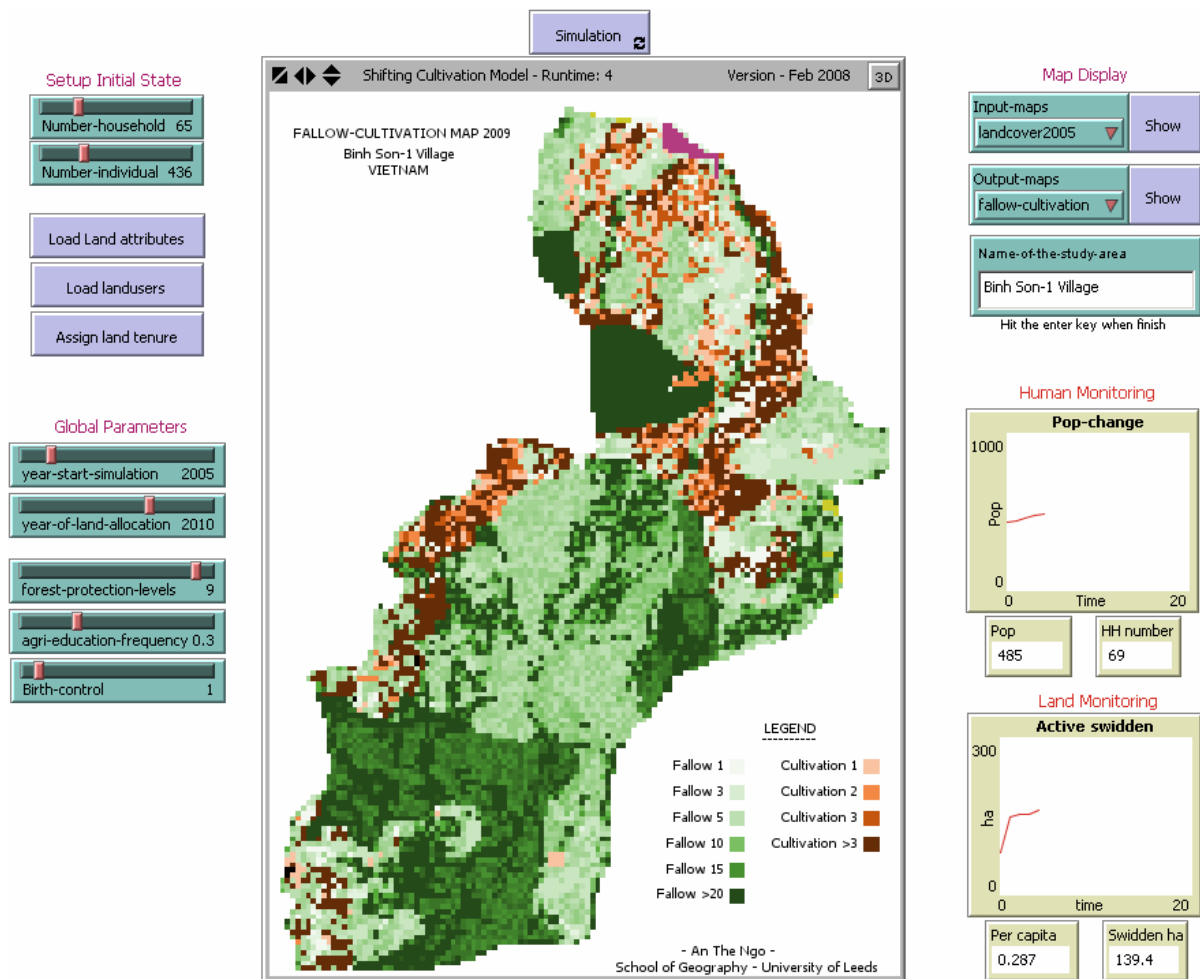 Simulation
Setup Initial State
Number-household 65
Number-individual 436
Load Land attributes
Load landusers
Assign land tenure
Global Parameters
year-start-simulation 2005
year-of-land-allocation 2010
forest-protection-levels 9
agri-education-frequency 0.3
Birth-control 1
Shifting Cultivation Model - Runtime: 4 Version - Feb 2008 3D
FALLOW-CULTIVATION MAP 2009
Binh Son-1 Village
VIETNAM
LEGEND
Fallow 1 Cultivation 1
Fallow 3 Cultivation 2
Fallow 5 Cultivation 3
Fallow 10 Cultivation >3
Fallow 15
Fallow >20
- An The Ngo -
School of Geography - University of Leeds
Map Display
Input-maps
landcover2005 Show
Output-maps
fallow-cultivation Show
Name-of-the-study-area
Binh Son-1 Village
Hit the enter key when finish
Human Monitoring
Pop-change
1000
Pop
0
0 Time 20
Pop HH number
485 69
Land Monitoring
Active swidden
300
ha
0
0 time 20
Per capita Swidden ha
0.287 139.4